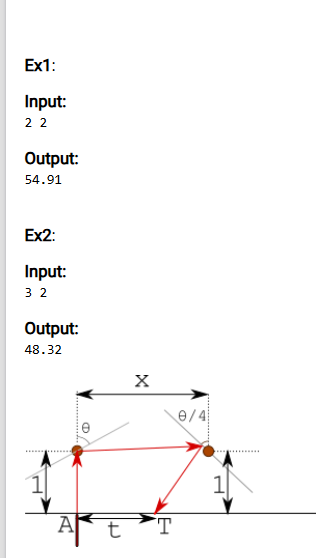 Ex1:
Input:
2 2
Output:
54.91
Ex2:
Input:
3 2
Output:
48.32
x
θ
θ/4
1
1
A
t
T